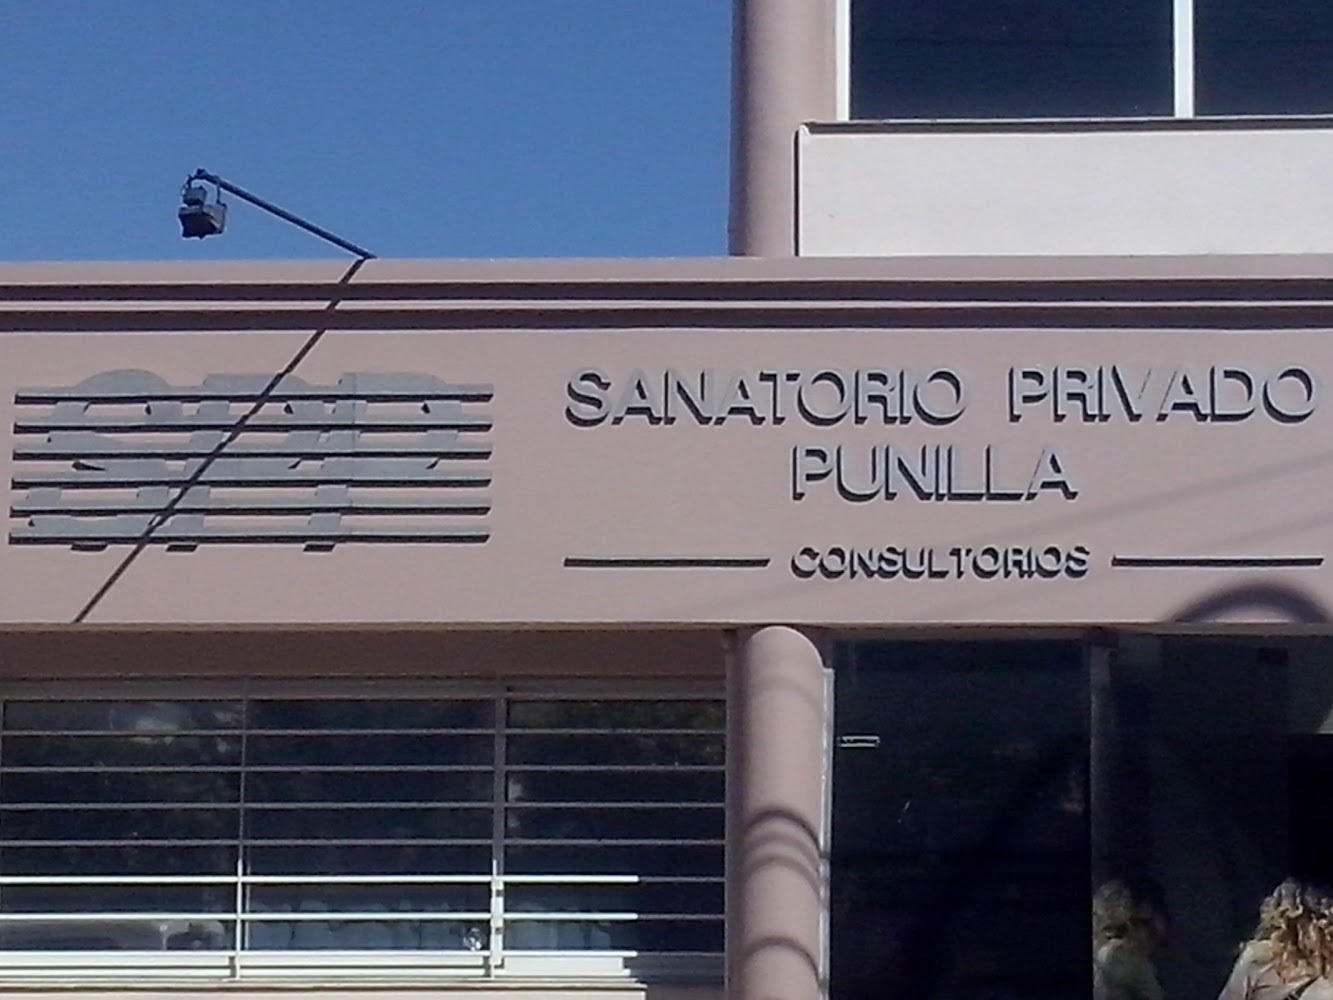 SPP
SANATORIO PRIVADO
PUNILLA
CONSULTORIOS